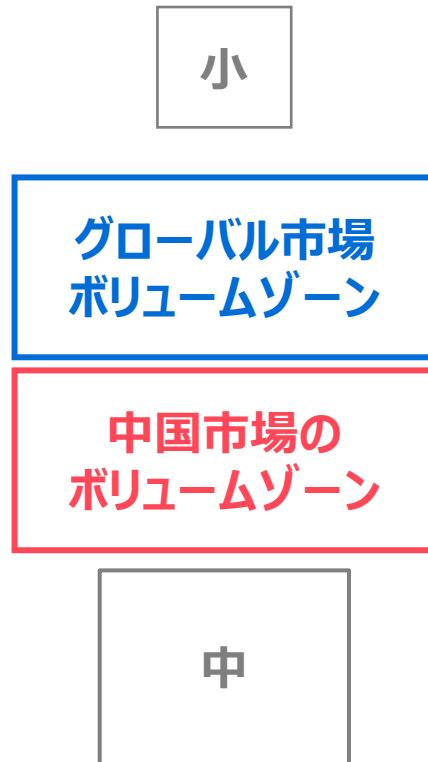 小
グローバル市場
ボリュームゾーン
中国市場の
ボリュームゾーン
中